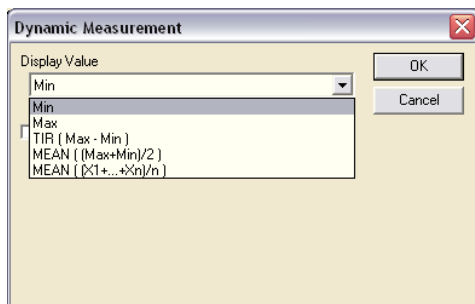 Dynamic Measurement
Display Value
OK
Min
Cancel
Min
Max
TIR ( Max - Min )
MEAN ( (Max+Min)/2 )
MEAN ( (X1+...+Xn)/n )